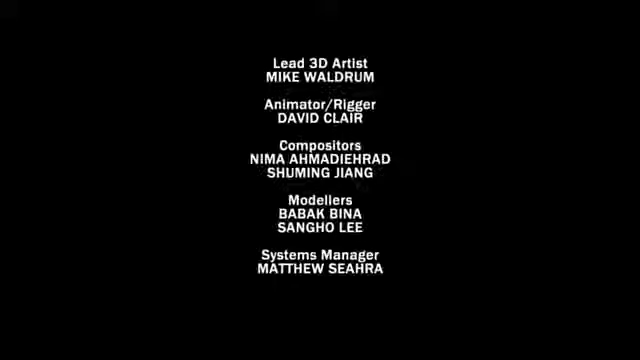 Lead 3D Artist
MIKE WALDRUM
Animator/Rigger
DAVID CLAIR
Compositors
NIMA AHMADIEHRAD
SHUMING JIANG
Modellers
BABAK BINA
SANGHO LEE
Systems Manager
MATTHEW SEAHRA